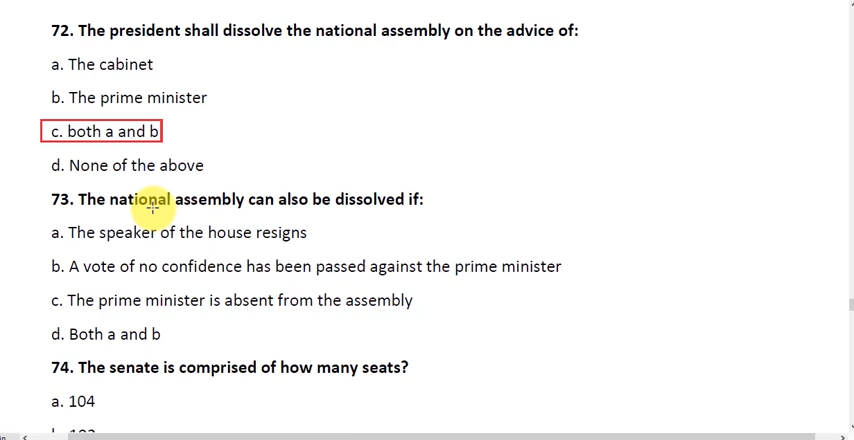 72. The president shall dissolve the national assembly on the advice of:
a. The cabinet
b. The prime minister
c. both a and b
d. None of the above
73. The national assembly can also be dissolved if:
a. The speaker of the house resigns
b. A vote of no confidence has been passed against the prime minister
c. The prime minister is absent from the assembly
d. Both a and b
74. The senate is comprised of how many seats?
a. 104